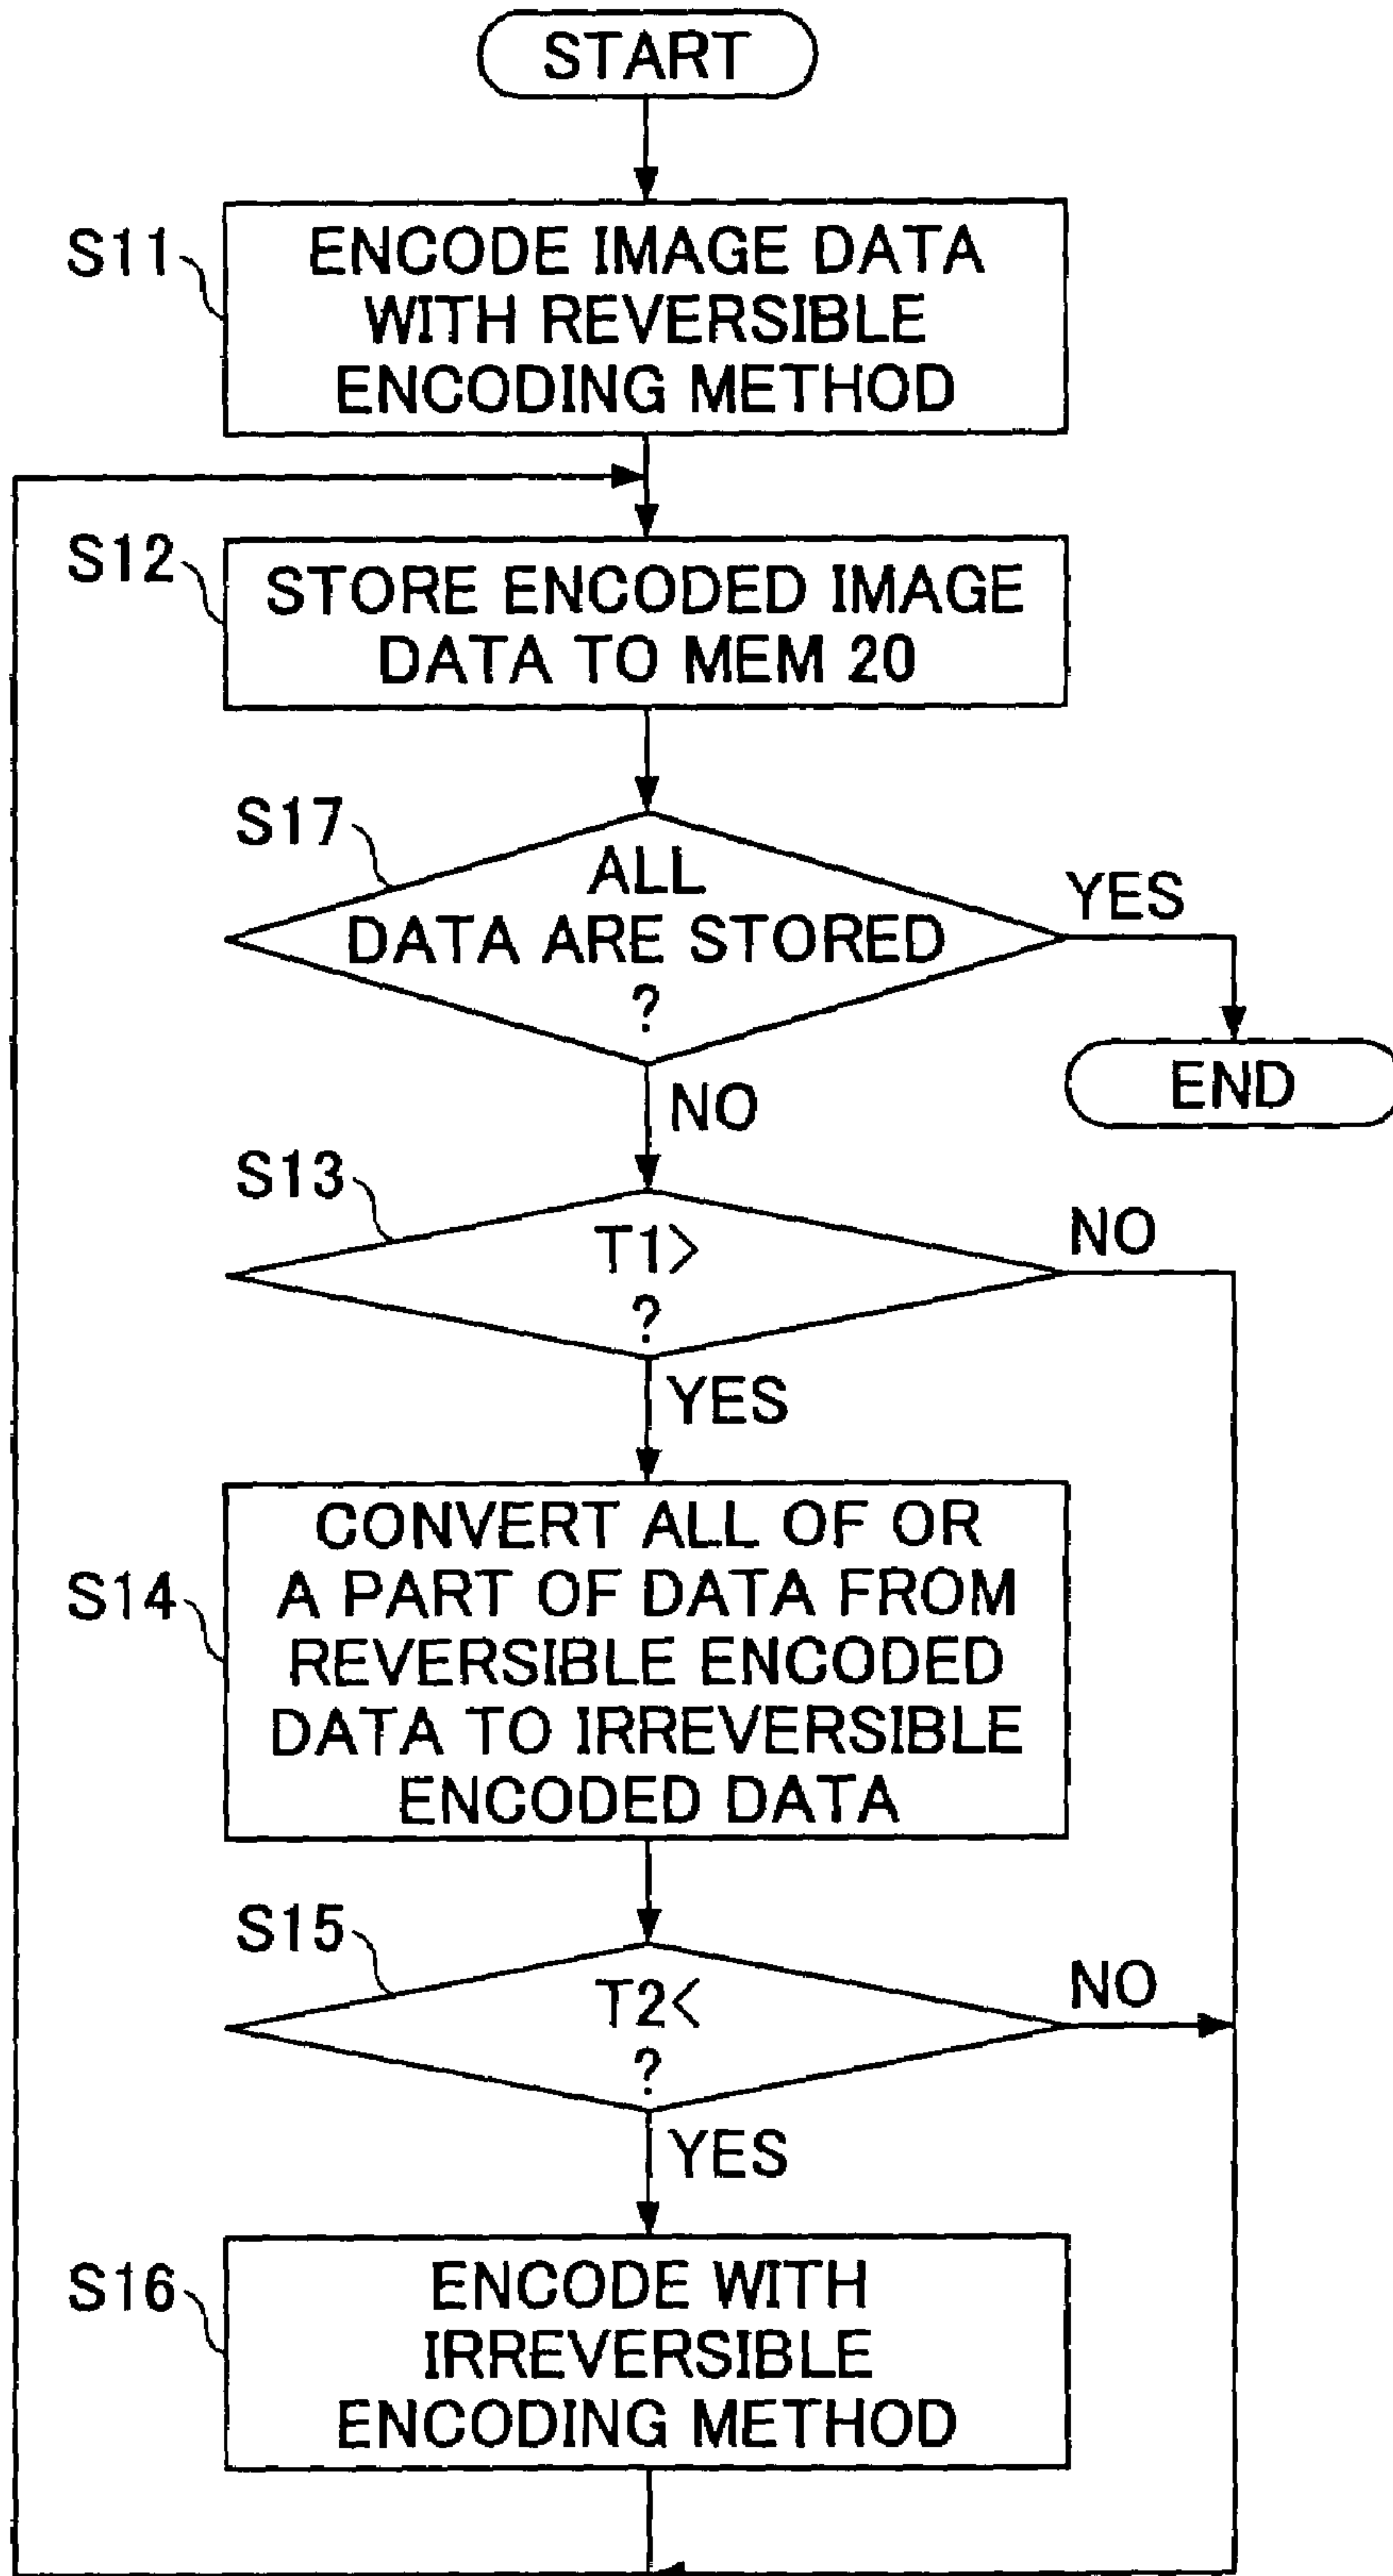 START
S11
ENCODE IMAGE DATA
WITH REVERSIBLE
ENCODING METHOD
S12
STORE ENCODED IMAGE
DATA TO MEM 20
S17
ALL
DATA ARE STORED
?
YES
END
NO
S13
T1>
?
NO
YES
S14
CONVERT ALL OF OR
A PART OF DATA FROM
REVERSIBLE ENCODED
DATA TO IRREVERSIBLE
ENCODED DATA
S15
T2<
?
NO
YES
S16
ENCODE WITH
IRREVERSIBLE
ENCODING METHOD